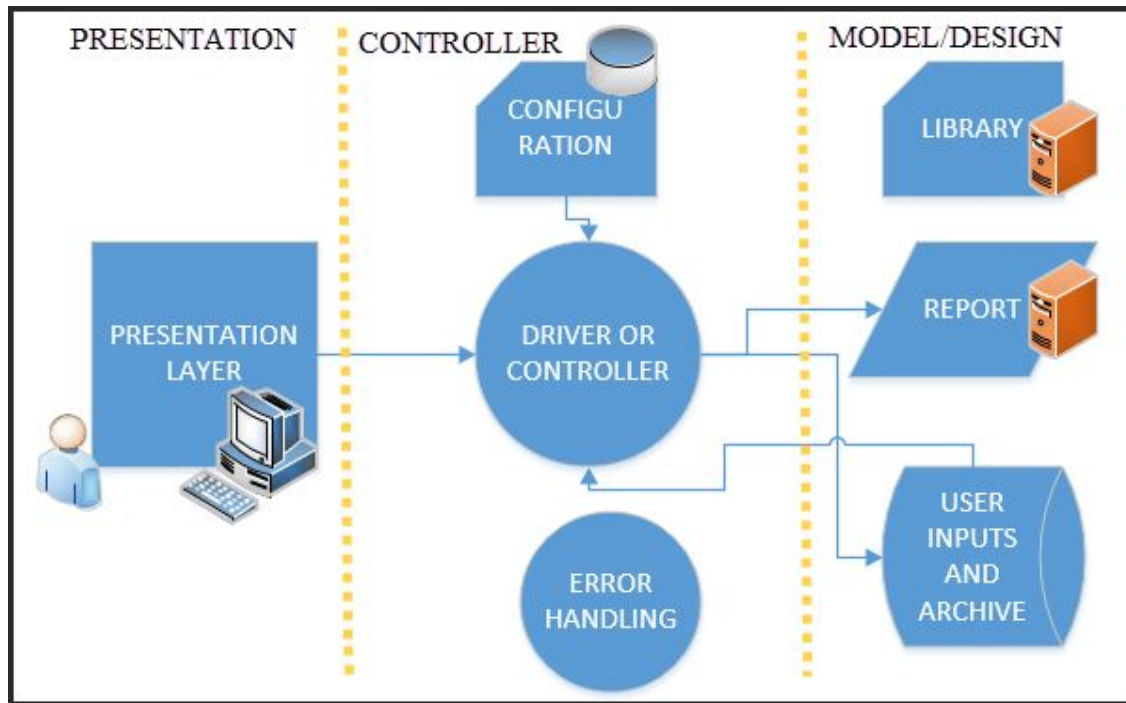 PRESENTATION
CONTROLLER
MODEL/DESIGN
CONFIGU
RATION
LIBRARY
PRESENTATION
LAYER
DRIVER OR
CONTROLLER
REPORT
ERROR
HANDLING
USER
INPUTS
AND
ARCHIVE